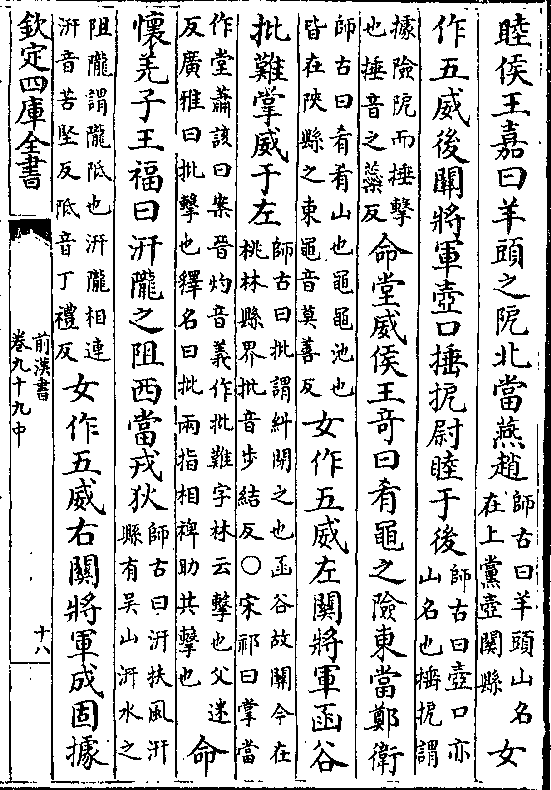 睦侯王嘉曰羊頭之阨北當燕趙
師古曰羊頭山名
在上黨壺關縣
女
作五威後關將軍壺口捶扼尉睦于後
師古曰壺口亦
山名也捶扼謂
據險阨而捶擊
也捶音之蘂反
命堂威侯王竒曰肴黽之險東當鄭衛
師古曰肴肴山也黽黽池也
皆在陜縣之東黽音莫善反
女作五威左關將軍函谷
批難掌威于左
師古曰批謂糾閉之也函谷故關今在
桃林縣界批音步結反○宋祁曰掌當
作堂蕭該曰案晉灼音義作批難字林云擊也父迷
反廣雅曰批擊也釋名曰批兩指相裨助共擊也
命
懷羌子王福曰汧隴之阻西當戎狄
師古曰汧扶風汧
縣有吳山汧水之
阻隴謂隴阺也汧隴相連
汧音苦堅反阺音丁禮反
女作五威右關將軍成固據
欽定四庫全書
前漢書
卷九十九中
十八